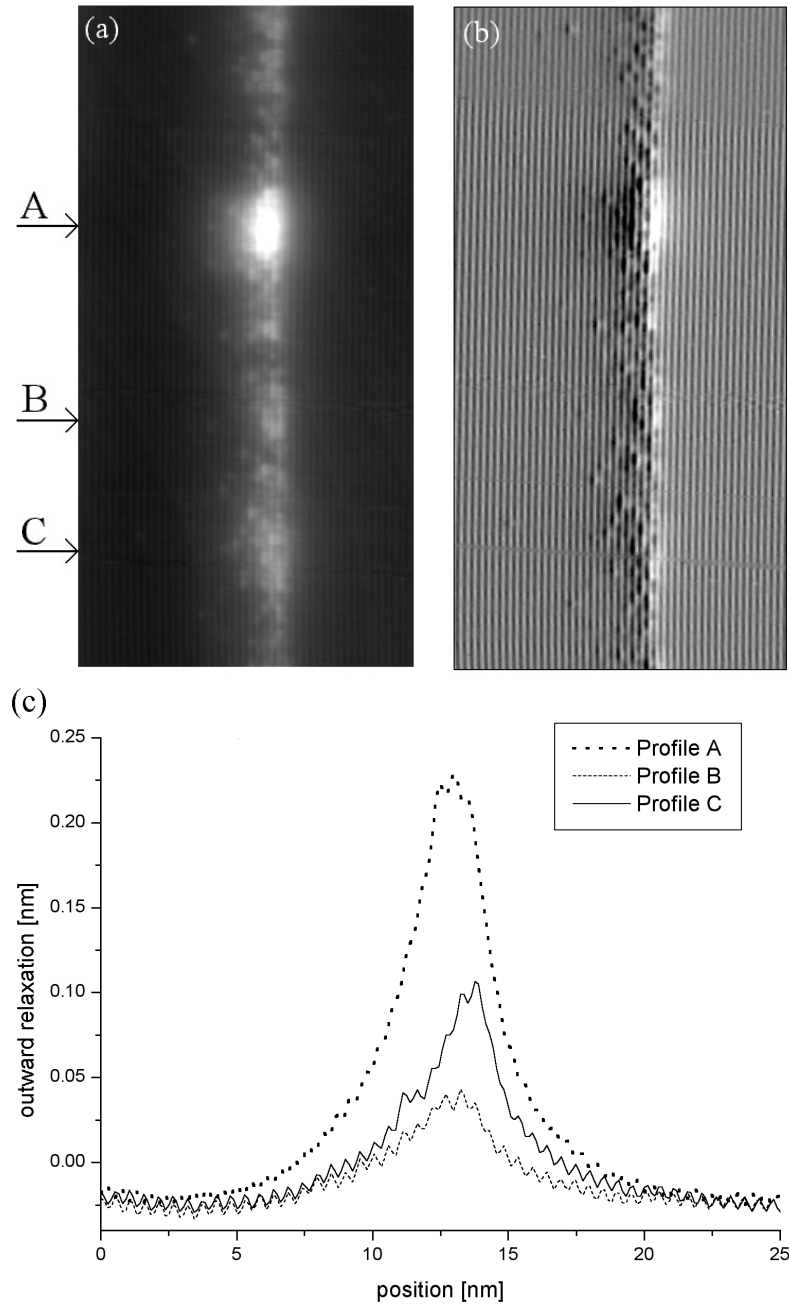 (a)
(b)
A
B
C
(c)
0.25
0.20
0.15
0.10
0.05
0.00
outward relaxation [nm]
Profile A
Profile B
Profile C
0 5 10 15 20 25
position [nm]